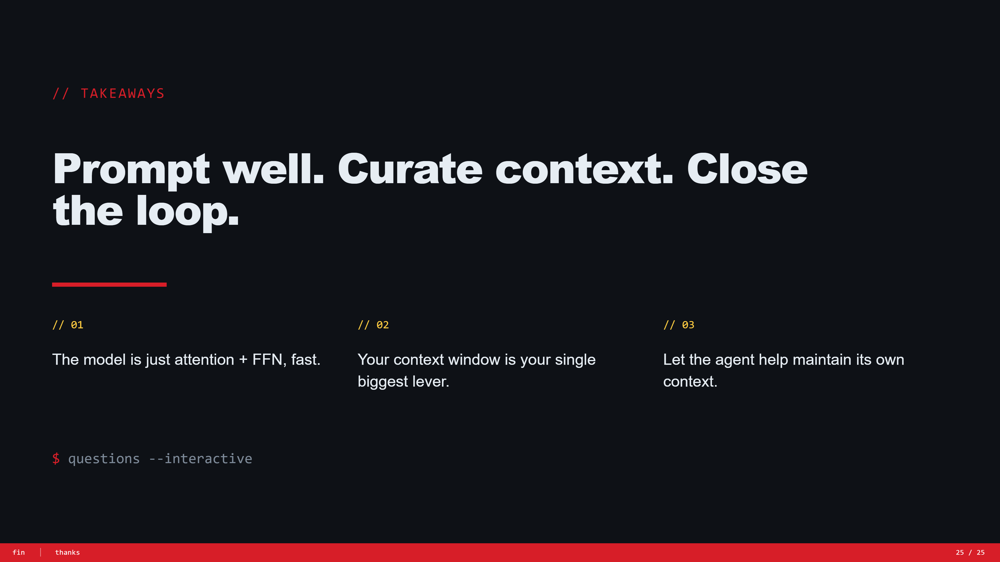 // TAKEAWAYS
Prompt well. Curate context. Close
the loop.
// 01
The model is just attention + FFN, fast.
// 02
Your context window is your single
biggest lever.
// 03
Let the agent help maintain its own
context.
$ questions --interactive
fin | thanks
25 / 25